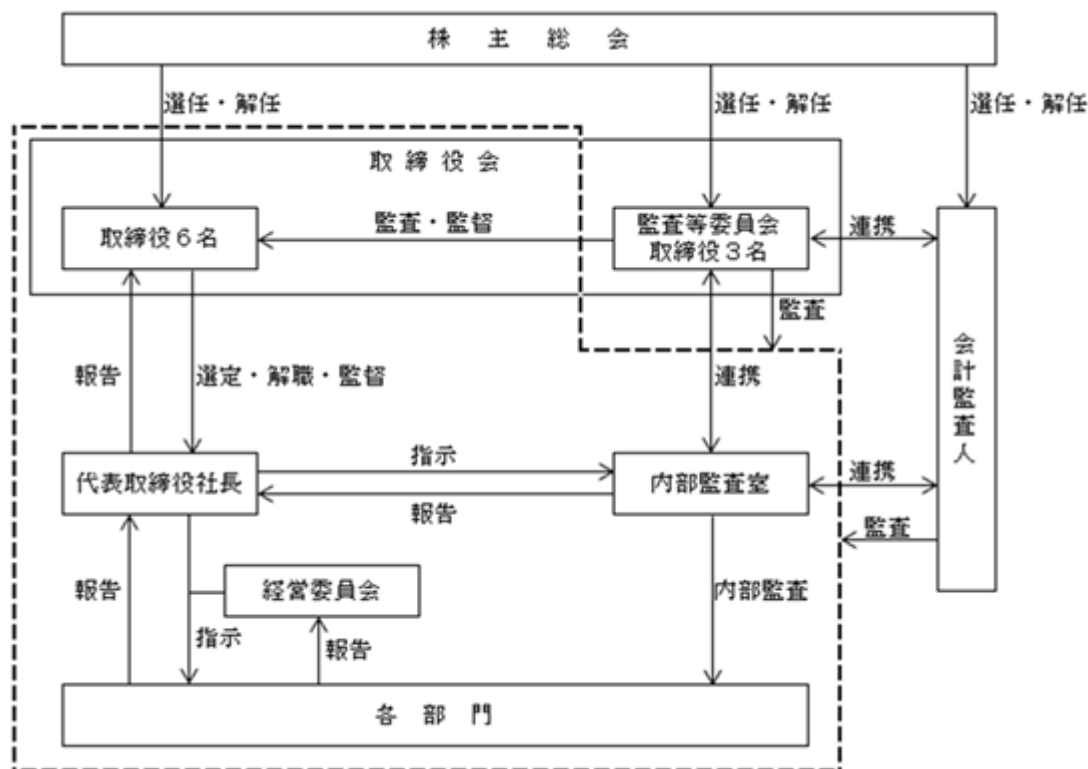 株主総会
選任・解任
選任・解任
選任・解任
取締役会
取締役６名
監査・監督
監査等委員会
取締役３名
連携
監査
報告
選定・解職・監督
連携
会計監査人
代表取締役社長
指示
報告
内部監査室
連携
監査
報告
経営委員会
指示
報告
内部監査
各部門